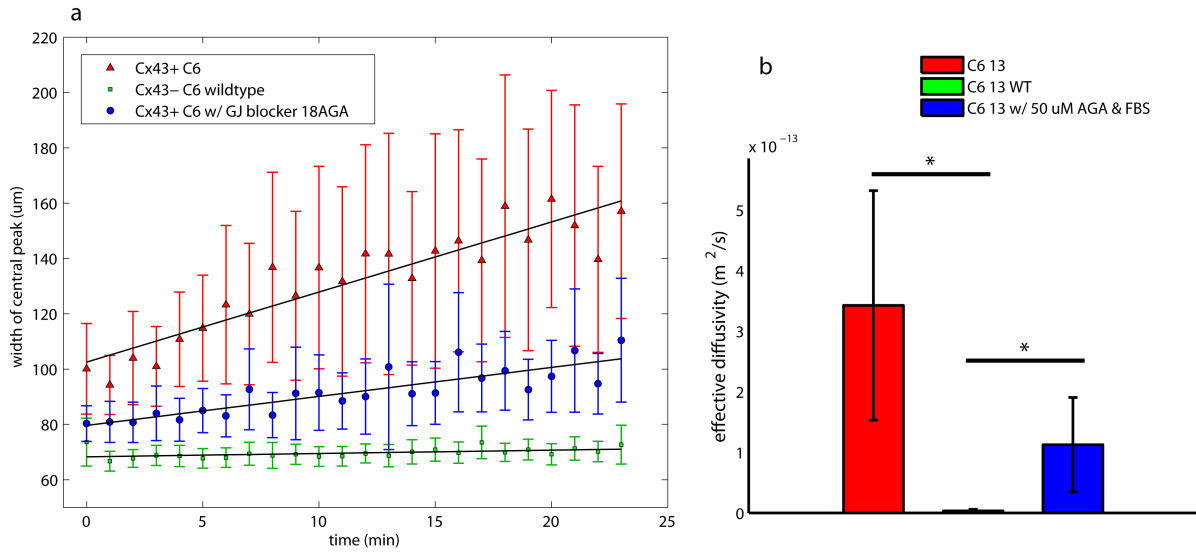 a
220
200
180
160
140
120
100
80
60
width of central peak (um)
Cx43+ C6
Cx43− C6 wildtype
Cx43+ C6 w/ GJ blocker 18AGA
0
5
10
15
20
25
time (min)
b
C6 13
C6 13 WT
C6 13 w/ 50 uM AGA & FBS
x 10⁻¹³
*
*
5
4
3
2
1
0
effective diffusivity (m²/s)